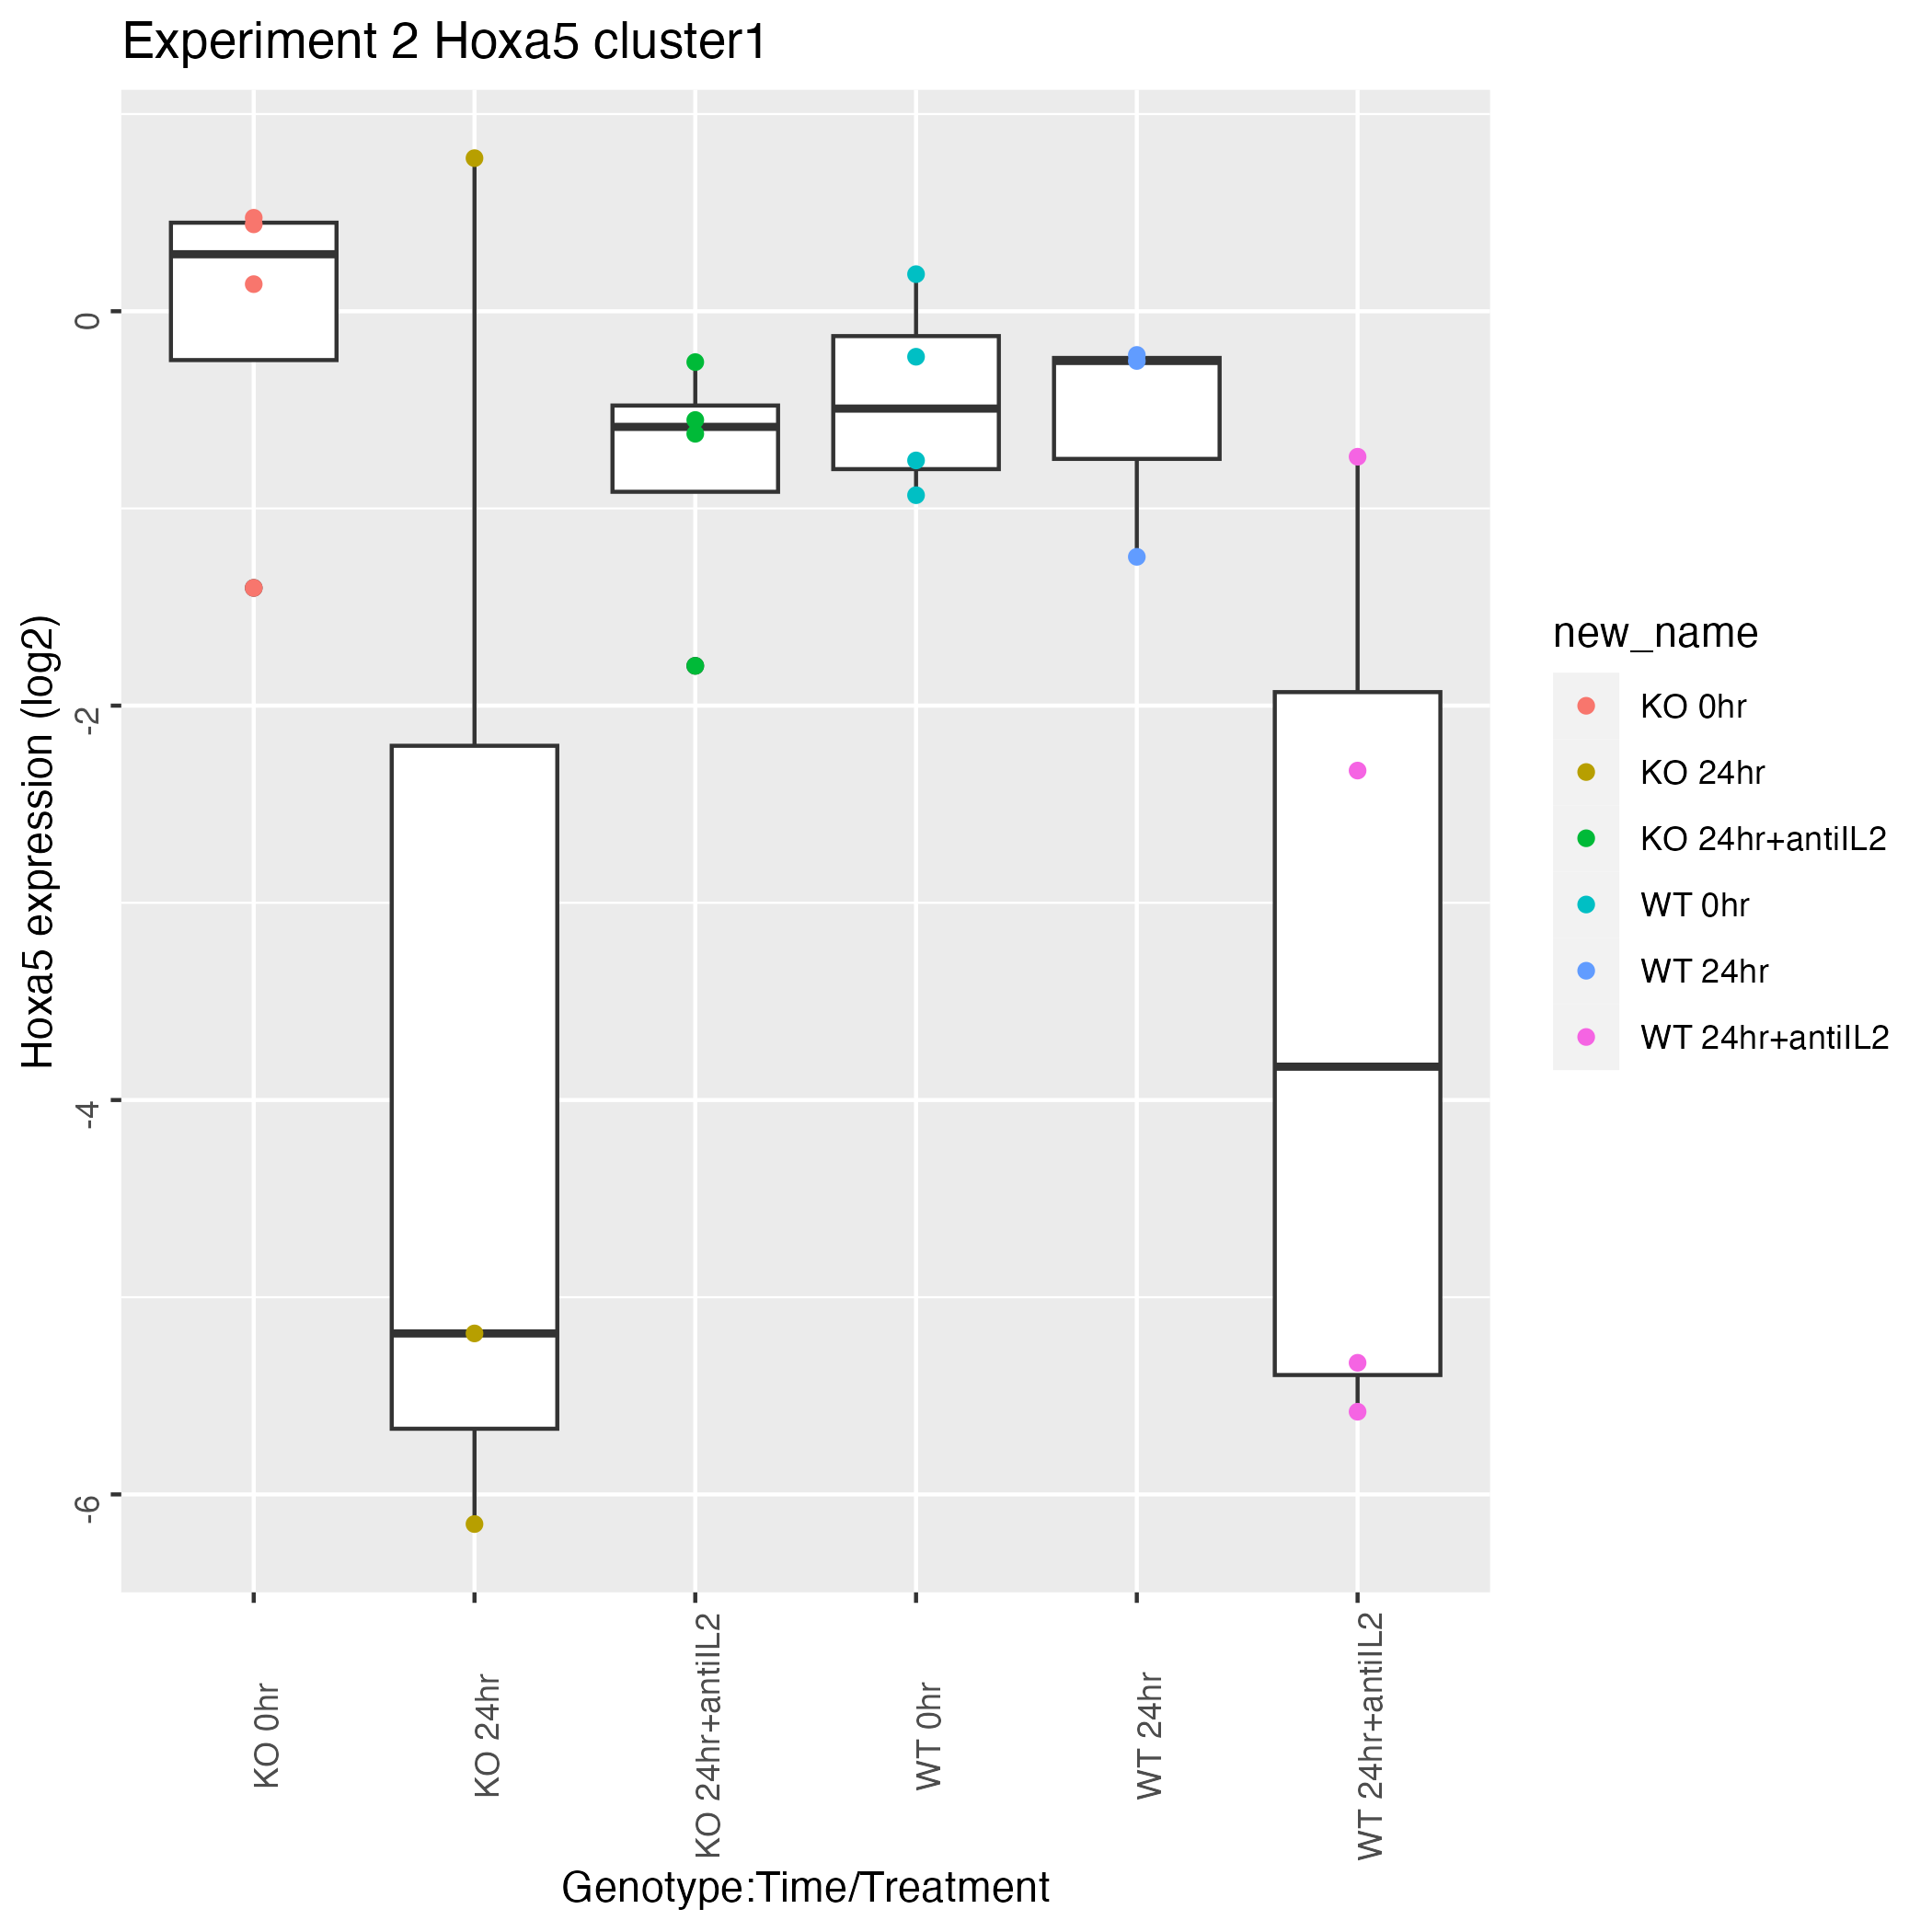 Experiment 2 Hoxa5 cluster1
Hoxa5 expression (log2)
0
-2
-4
-6
KO 0hr
KO 24hr
KO 24hr+antiIL2
WT 0hr
WT 24hr
WT 24hr+antiIL2
Genotype:Time/Treatment
new_name
KO 0hr
KO 24hr
KO 24hr+antiIL2
WT 0hr
WT 24hr
WT 24hr+antiIL2